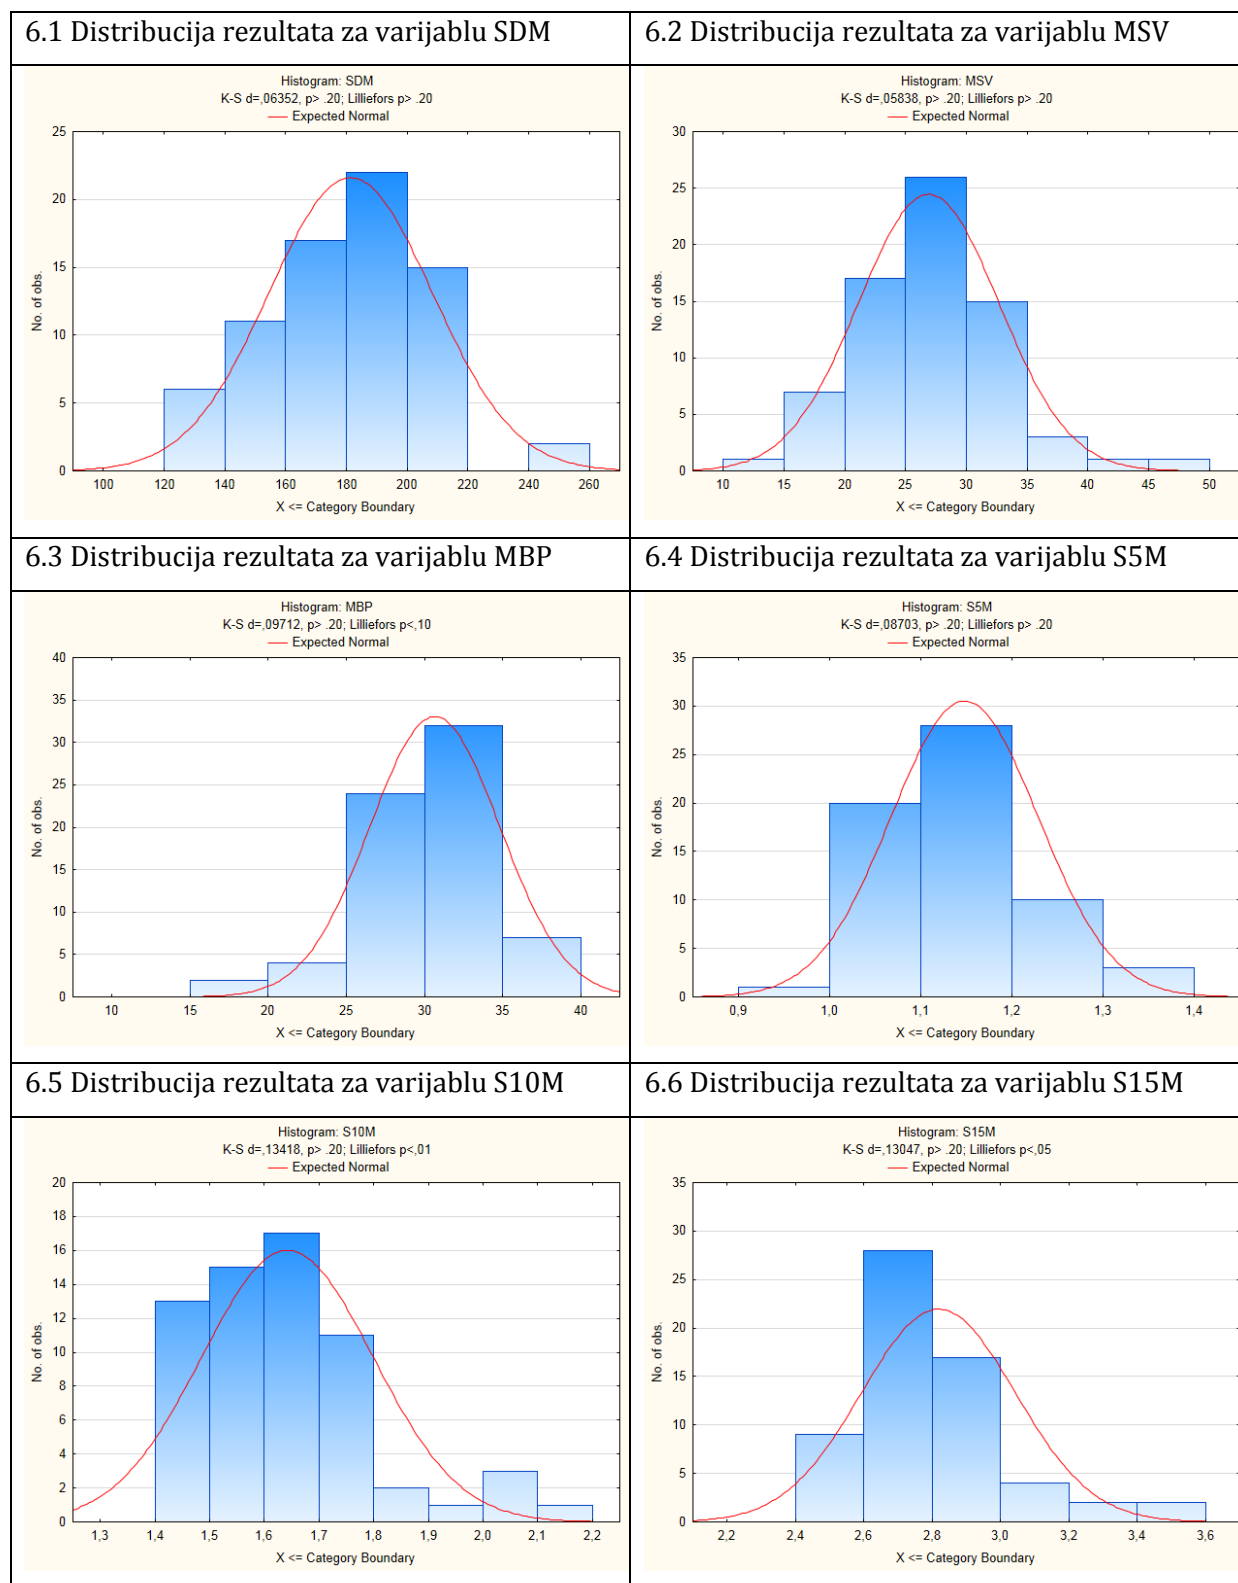 6.1 Distribucija rezultata za varijablu SDM
6.2 Distribucija rezultata za varijablu MSV
Histogram: SDM
K-S d=,06352, p> .20; Lilliefors p> .20
Expected Normal
25
20
15
10
5
0
No. of obs.
100 120 140 160 180 200 220 240 260
X <= Category Boundary
Histogram: MSV
K-S d=,05838, p> .20; Lilliefors p> .20
Expected Normal
30
25
20
15
10
5
0
No. of obs.
10 15 20 25 30 35 40 45 50
X <= Category Boundary
6.3 Distribucija rezultata za varijablu MBP
6.4 Distribucija rezultata za varijablu S5M
Histogram: MBP
K-S d=,09712, p> .20; Lilliefors p<,10
Expected Normal
40
35
30
25
20
15
10
5
0
No. of obs.
10 15 20 25 30 35 40
X <= Category Boundary
Histogram: S5M
K-S d=,08703, p> .20; Lilliefors p> .20
Expected Normal
35
30
25
20
15
10
5
0
No. of obs.
0,9 1,0 1,1 1,2 1,3 1,4
X <= Category Boundary
6.5 Distribucija rezultata za varijablu S10M
6.6 Distribucija rezultata za varijablu S15M
Histogram: S10M
K-S d=,13418, p> .20; Lilliefors p<,01
Expected Normal
20
18
16
14
12
10
8
6
4
2
0
No. of obs.
1,3 1,4 1,5 1,6 1,7 1,8 1,9 2,0 2,1 2,2
X <= Category Boundary
Histogram: S15M
K-S d=,13047, p> .20; Lilliefors p<,05
Expected Normal
35
30
25
20
15
10
5
0
No. of obs.
2,2 2,4 2,6 2,8 3,0 3,2 3,4 3,6
X <= Category Boundary